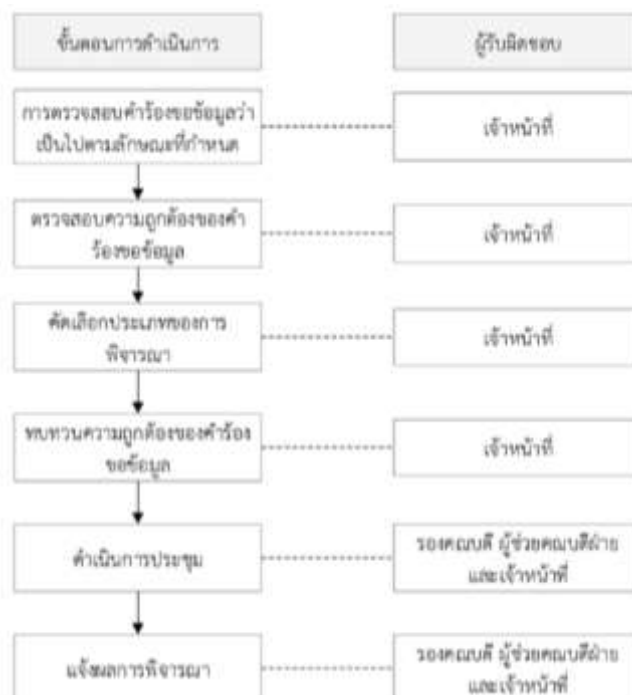 ขั้นตอนการดำเนินการ
ผู้รับผิดชอบ
การตรวจสอบคำร้องขอข้อมูลว่า
เป็นไปตามลักษณะที่กำหนด
เจ้าหน้าที่
ตรวจสอบความถูกต้องของคำ
ร้องขอข้อมูล
เจ้าหน้าที่
คัดเลือกประเภทของการ
พิจารณา
เจ้าหน้าที่
ทบทวนความถูกต้องของคำร้อง
ขอข้อมูล
เจ้าหน้าที่
ดำเนินการประชุม
รองคณบดี ผู้ช่วยคณบดีฝ่าย
และเจ้าหน้าที่
แจ้งผลการพิจารณา
รองคณบดี ผู้ช่วยคณบดีฝ่าย
และเจ้าหน้าที่